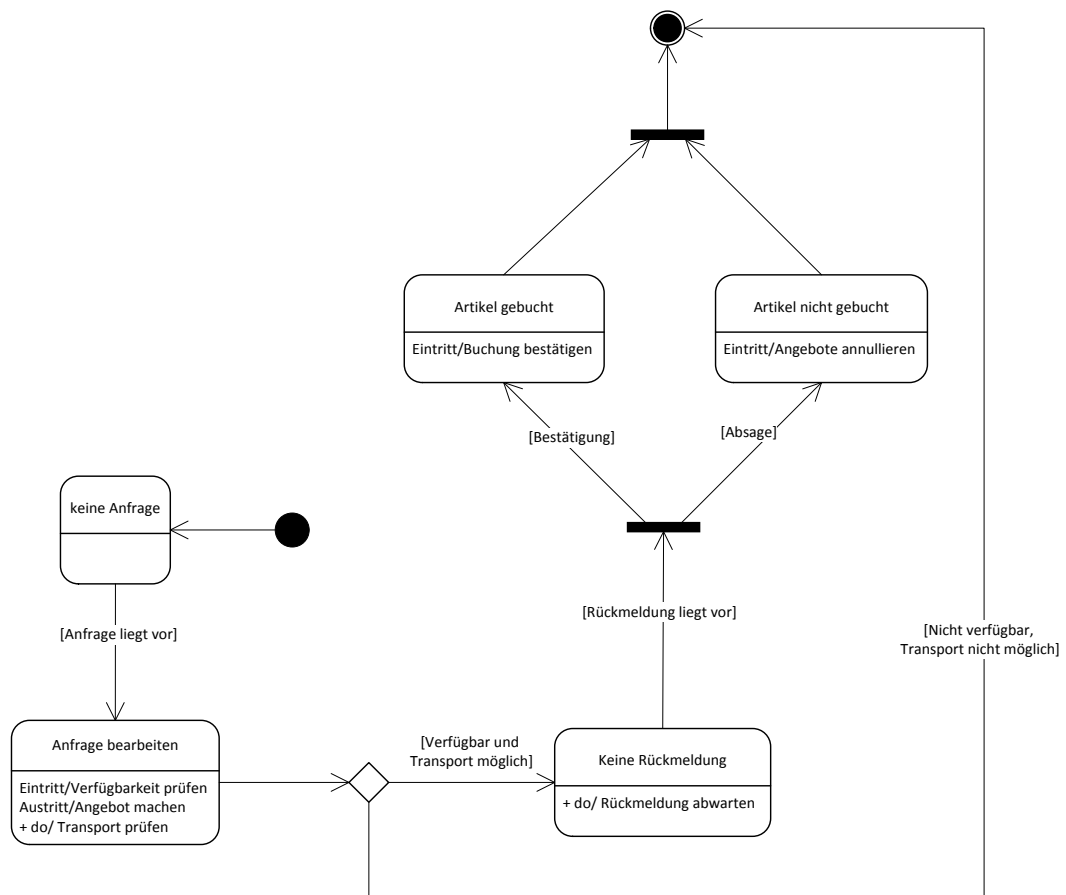 Artikel gebucht
Eintritt/Buchung bestätigen
Artikel nicht gebucht
Eintritt/Angebote annullieren
[Bestätigung]
[Absage]
keine Anfrage
[Anfrage liegt vor]
[Rückmeldung liegt vor]
[Nicht verfügbar,
Transport nicht möglich]
Anfrage bearbeiten
Eintritt/Verfügbarkeit prüfen
Austritt/Angebot machen
+ do/ Transport prüfen
[Verfügbar und
Transport möglich]
Keine Rückmeldung
+ do/ Rückmeldung abwarten